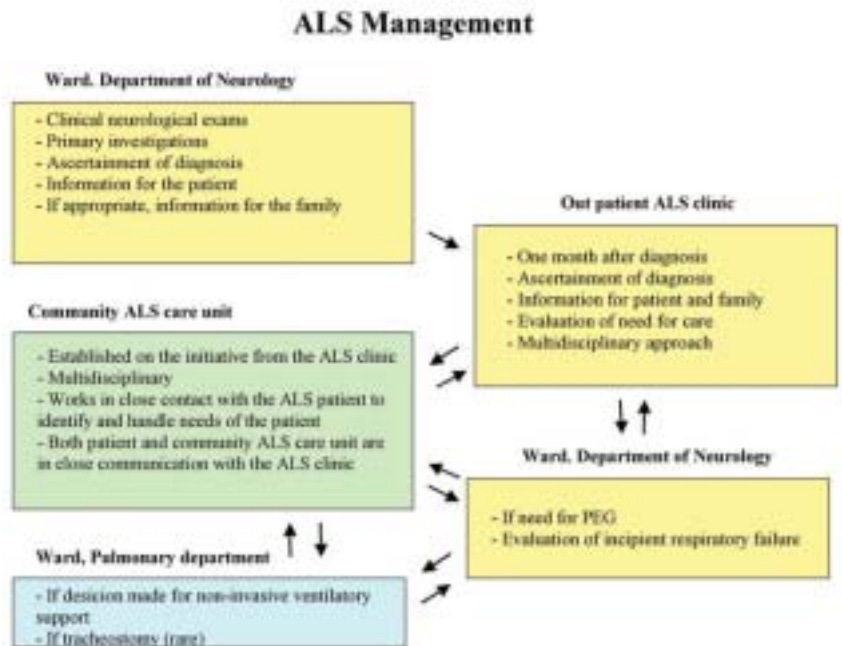 ALS Management
Ward. Department of Neurology
- Clinical neurological exams
- Primary investigations
- Ascertainment of diagnosis
- Information for the patient
- If appropriate, information for the family
Out patient ALS clinic
- One month after diagnosis
- Ascertainment of diagnosis
- Information for patient and family
- Evaluation of need for care
- Multidisciplinary approach
Community ALS care unit
- Established on the initiative from the ALS clinic
- Multidisciplinary
- Works in close contact with the ALS patient to
identify and handle needs of the patient
- Both patient and community ALS care unit are
in close communication with the ALS clinic
Ward. Department of Neurology
- If need for PEG
- Evaluation of incipient respiratory failure
Ward, Pulmonary department
- If desicion made for non-invasive ventilatory
support
- If tracheostomy (rare)